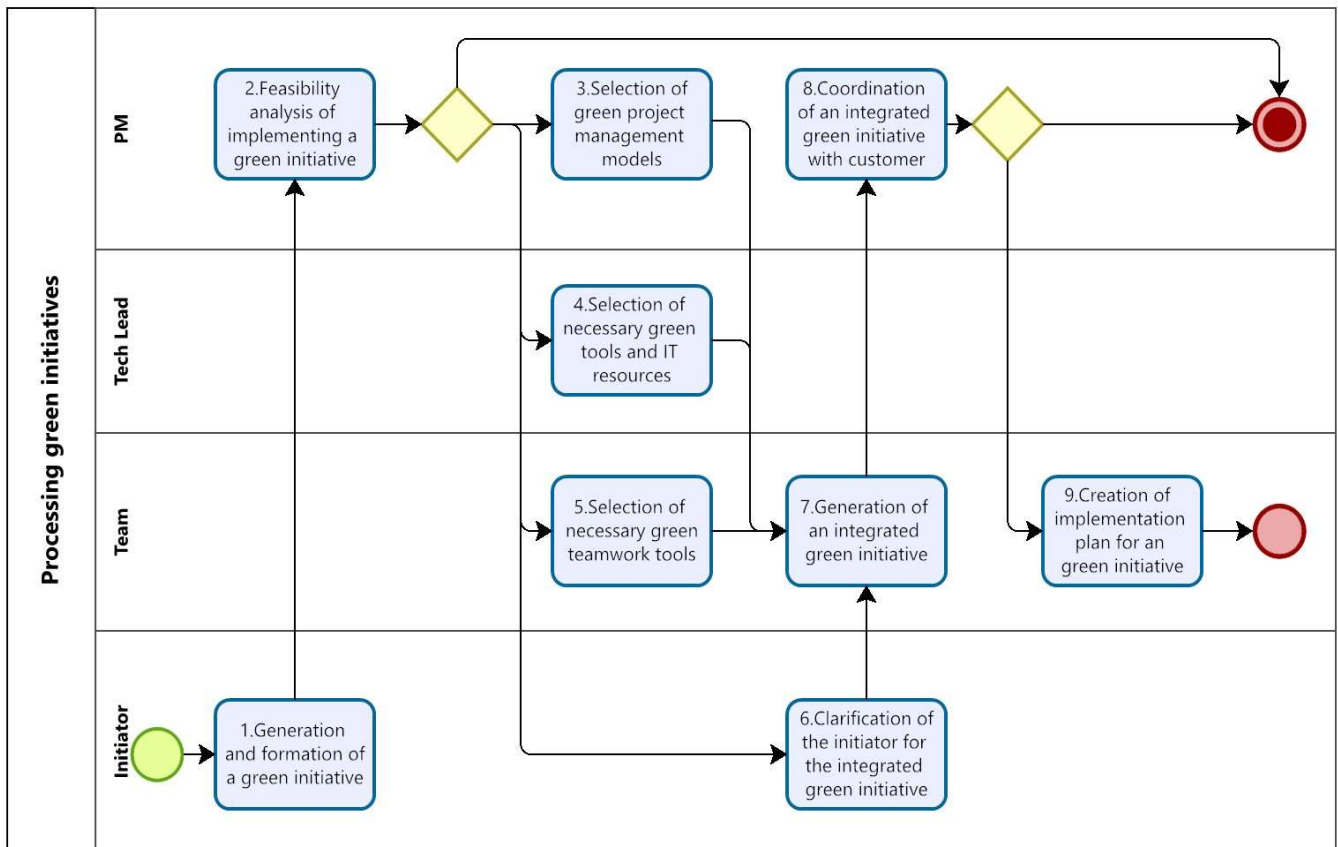 Processing green initiatives
PM
2.Feasibility
analysis of
implementing a
green initiative
3.Selection of
green project
management
models
8.Coordination
of an integrated
green initiative
with customer
Tech Lead
4.Selection of
necessary green
tools and IT
resources
Team
5.Selection of
necessary green
teamwork tools
7.Generation of
an integrated
green initiative
9.Creation of
implementation
plan for an
green initiative
Initiator
1.Generation
and formation of
a green initiative
6.Clarification of
the initiator for
the integrated
green initiative